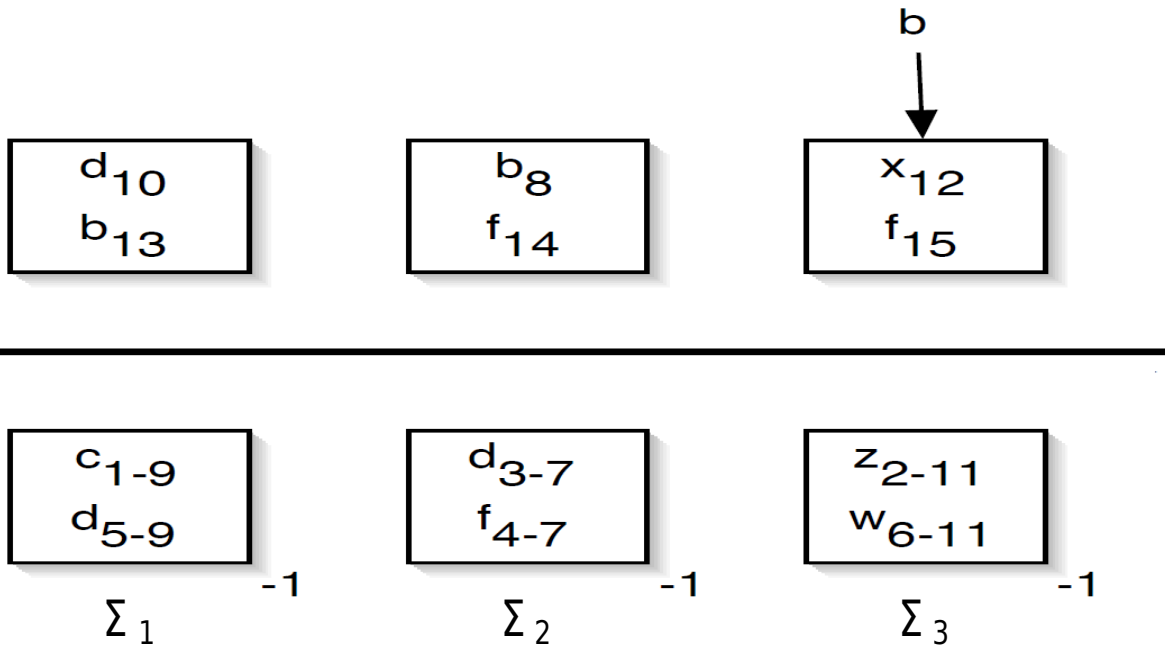 b
d₁₀ b₈ x₁₂
b₁₃ f₁₄ f₁₅
c₁₋₉ d₃₋₇ z₂₋₁₁
d₅₋₉ f₄₋₇ w₆₋₁₁
-1 -1 -1
Σ₁ Σ₂ Σ₃